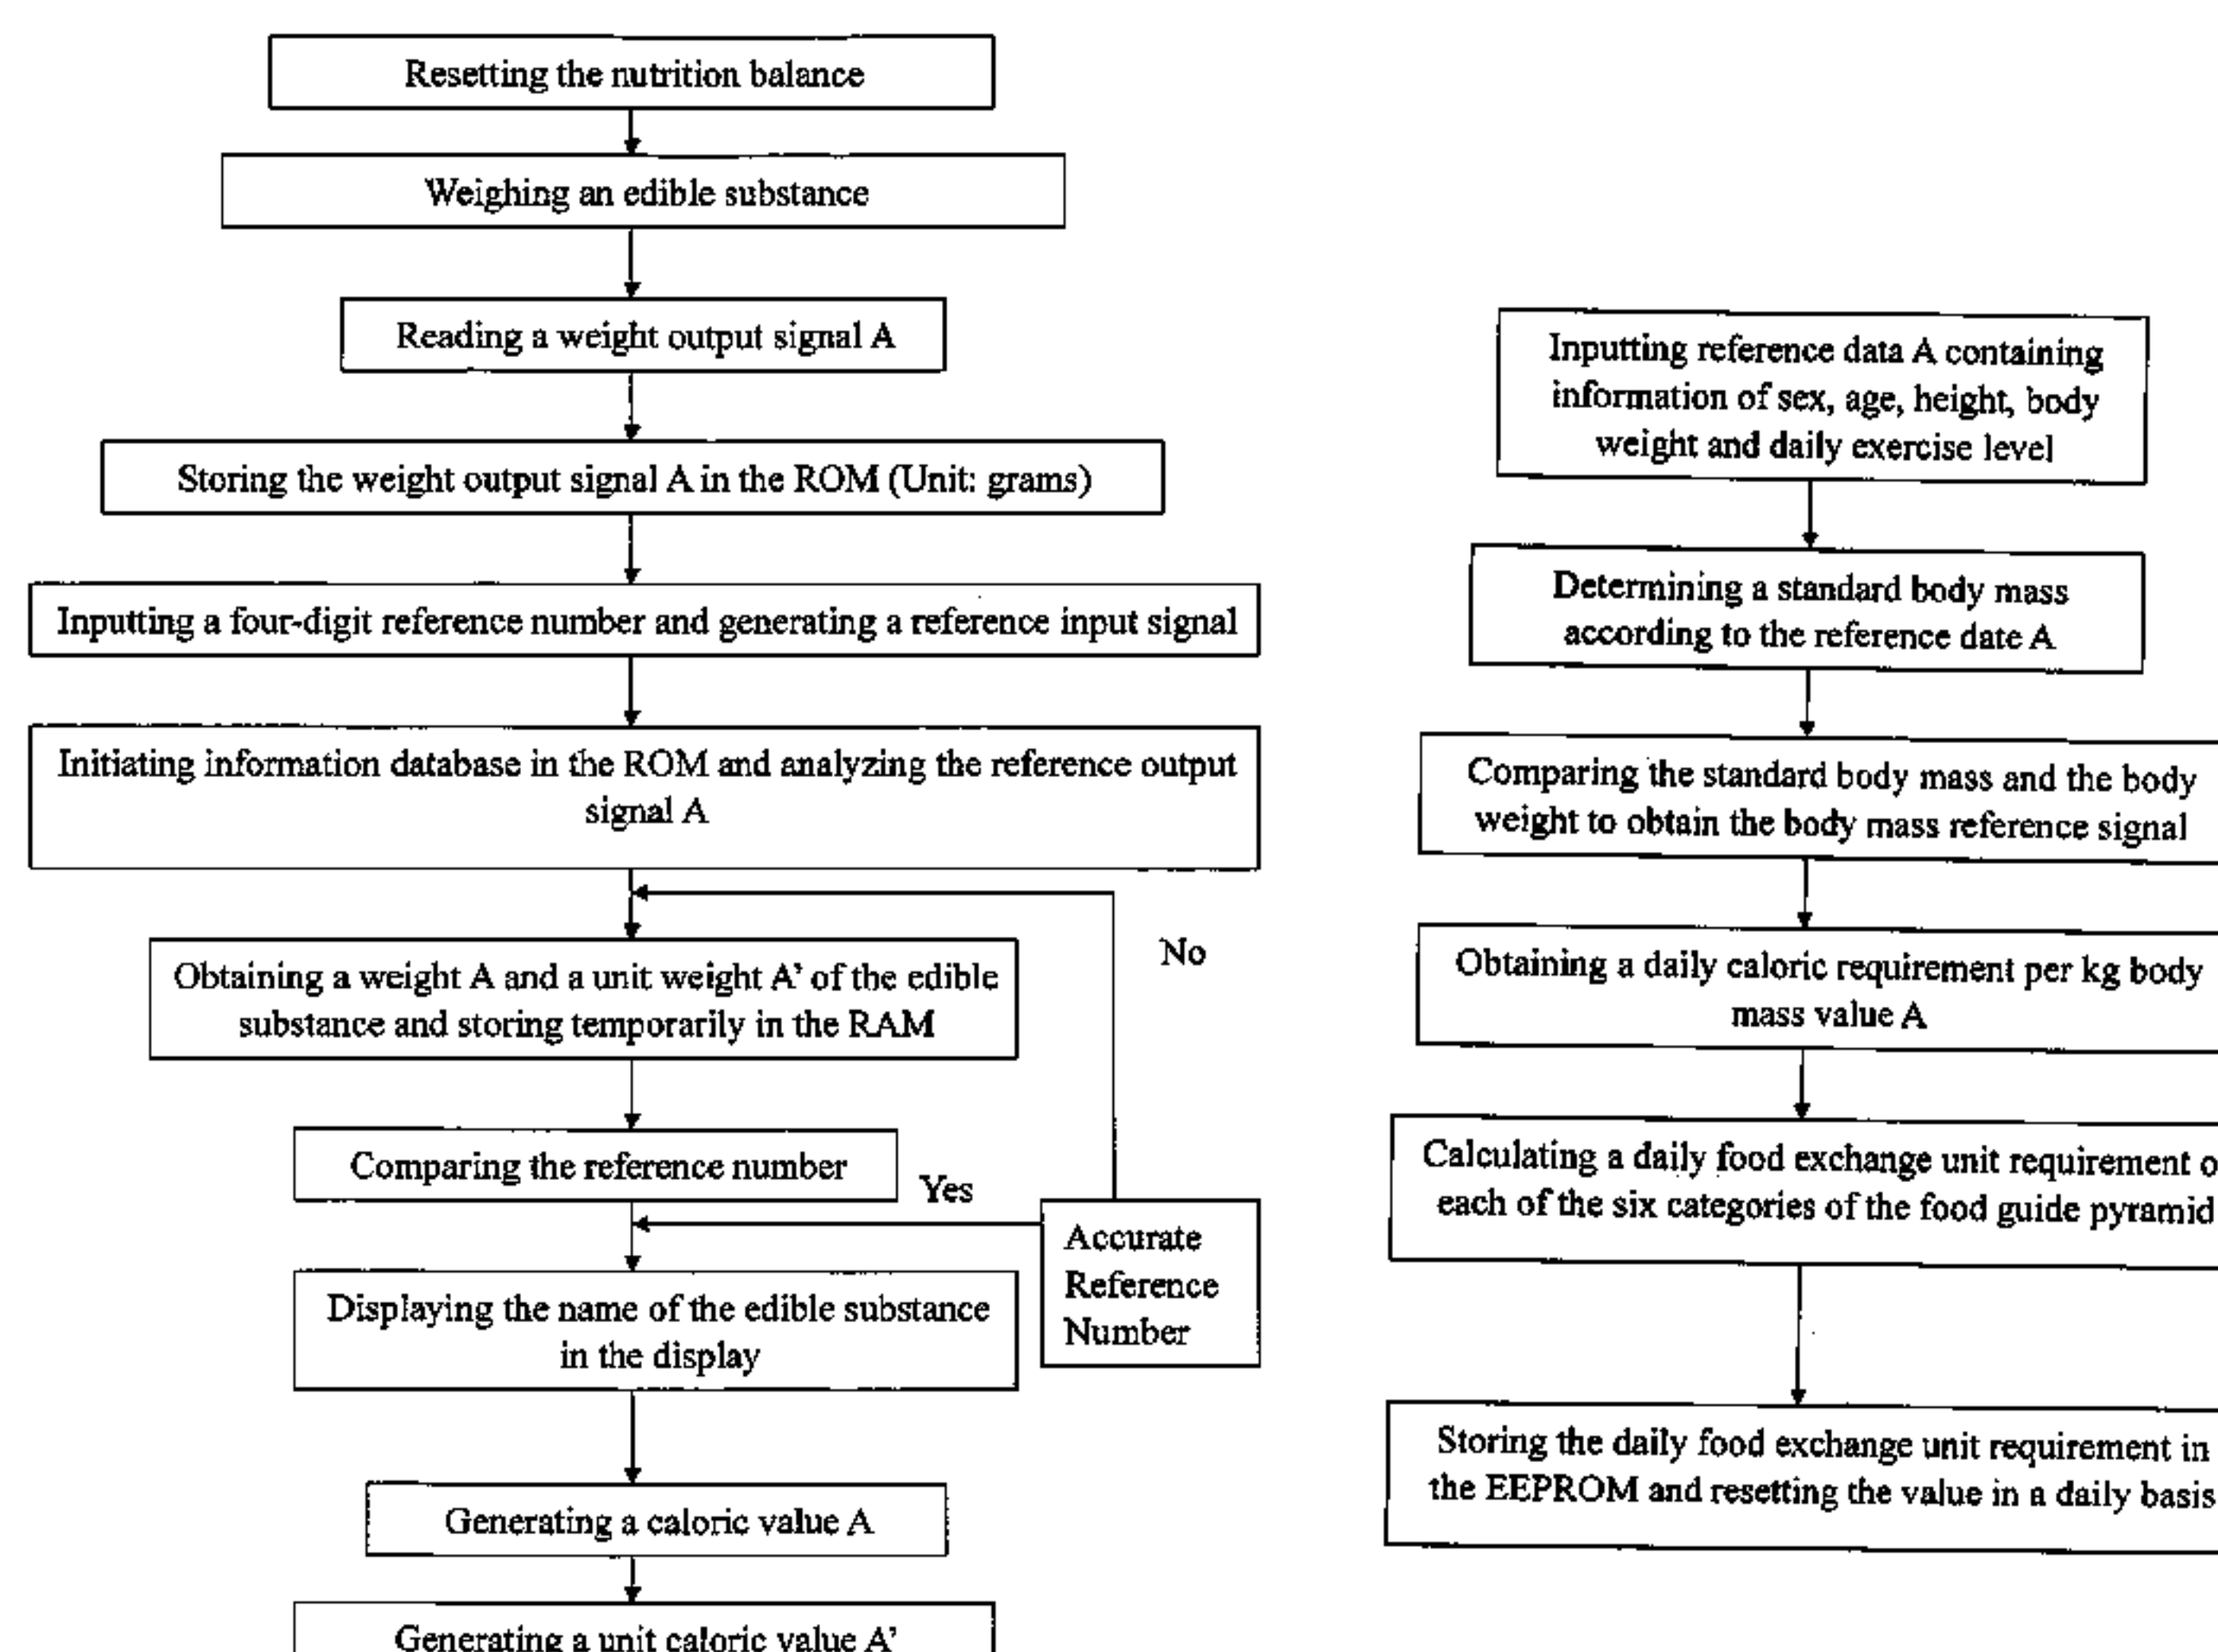 Resetting the nutrition balance
Weighing an edible substance
Reading a weight output signal A
Storing the weight output signal A in the ROM (Unit: grams)
Inputting a four-digit reference number and generating a reference input signal
Initiating information database in the ROM and analyzing the reference output
signal A
No
Obtaining a weight A and a unit weight A' of the edible
substance and storing temporarily in the RAM
Comparing the reference number
Yes
Accurate
Reference
Number
Displaying the name of the edible substance
in the display
Generating a caloric value A
Generating a unit caloric value A'
Inputting reference data A containing
information of sex, age, height, body
weight and daily exercise level
Determining a standard body mass
according to the reference date A
Comparing the standard body mass and the body
weight to obtain the body mass reference signal
Obtaining a daily caloric requirement per kg body
mass value A
Calculating a daily food exchange unit requirement
each of the six categories of the food guide pyramid
Storing the daily food exchange unit requirement in
the EEPROM and resetting the value in a daily basis